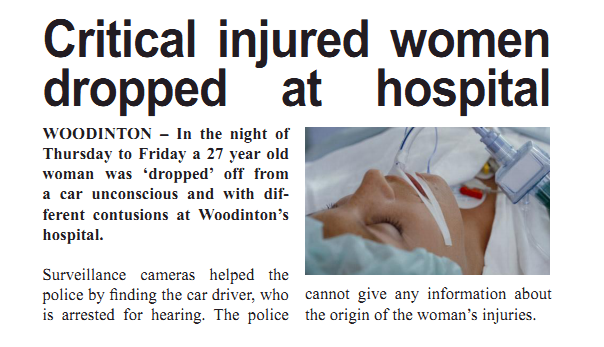 Critical injured women
dropped at hospital
WOODINTON – In the night of
Thursday to Friday a 27 year old
woman was ‘dropped’ off from
a car unconscious and with dif-
ferent contusions at Woodinton’s
hospital.
Surveillance cameras helped the
police by finding the car driver, who
is arrested for hearing. The police
cannot give any information about
the origin of the woman’s injuries.